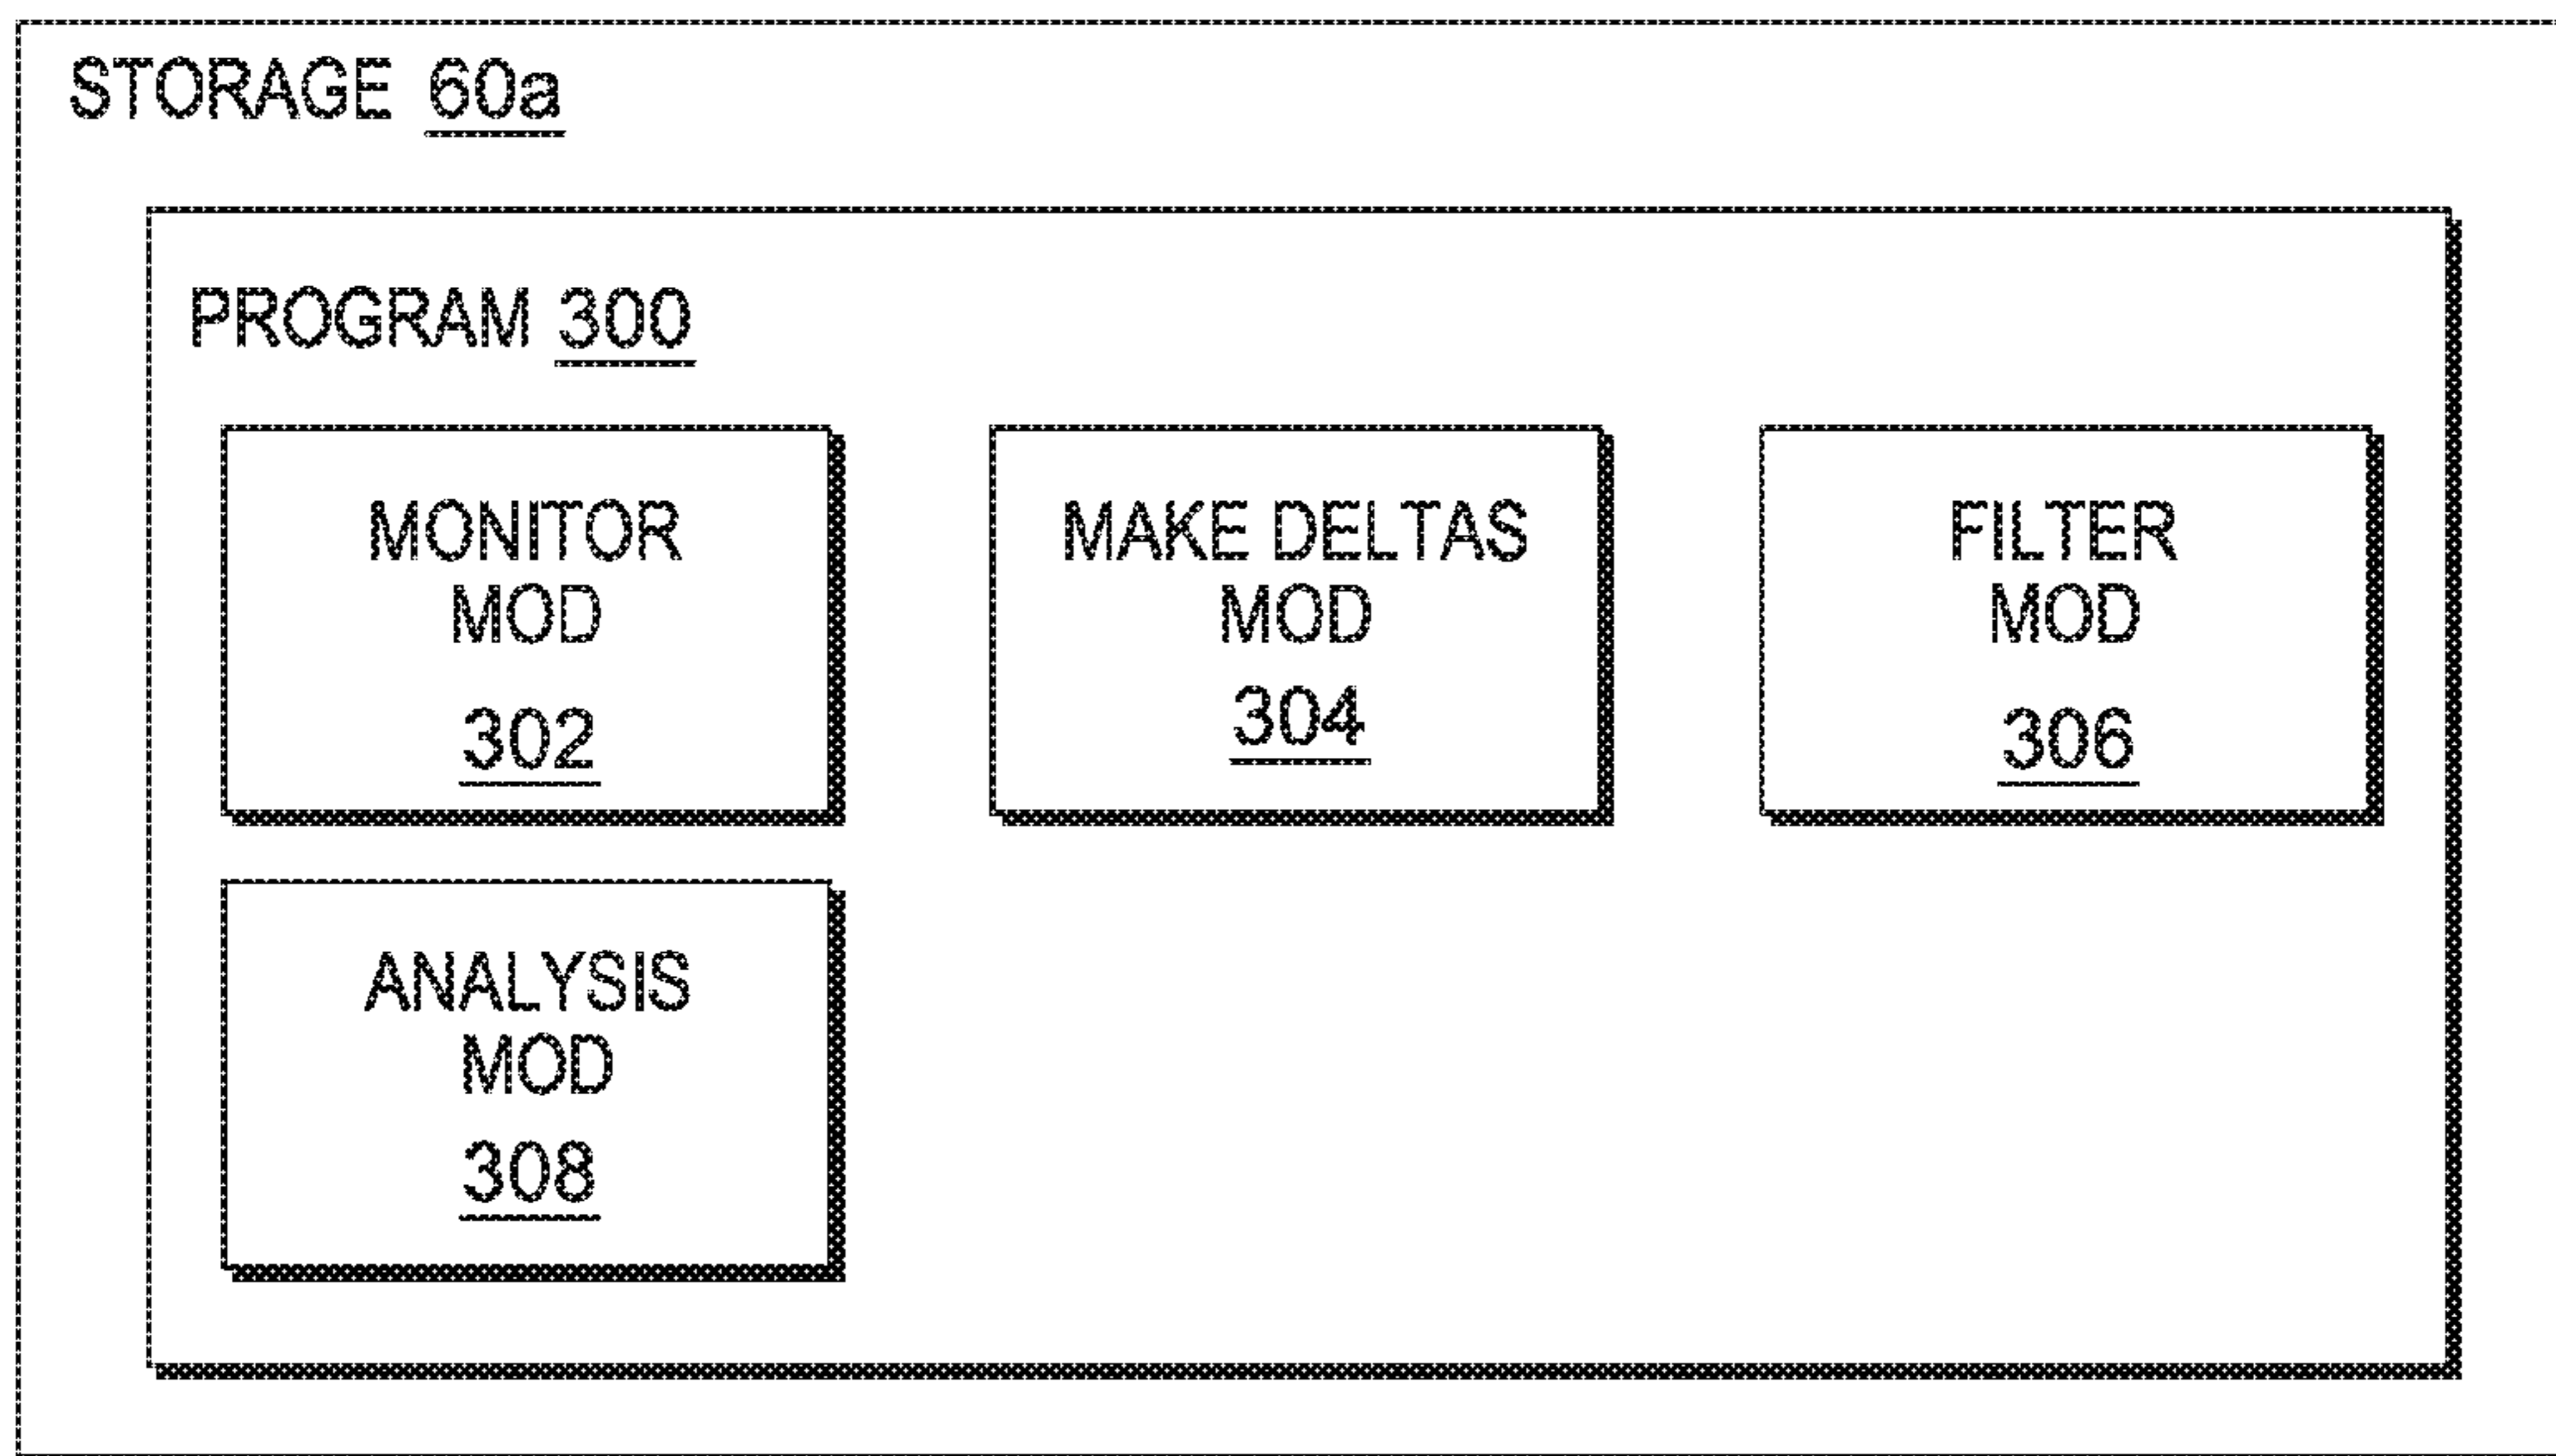 STORAGE 60a
PROGRAM 300
MONITOR
MOD
302
MAKE DELTAS
MOD
304
FILTER
MOD
306
ANALYSIS
MOD
308